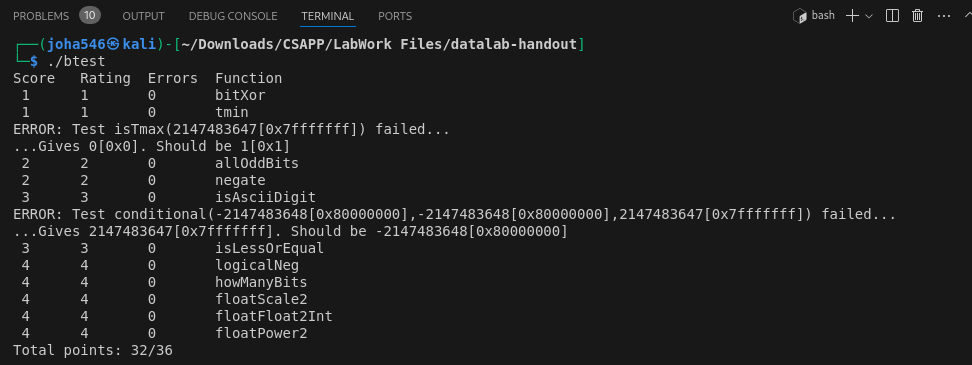 PROBLEMS 10 OUTPUT DEBUG CONSOLE TERMINAL PORTS bash
(joha546㉿kali)-[~/Downloads/CSAPP/LabWork Files/datalab-handout]
$ ./btest
Score Rating Errors Function
1 1 0 bitXor
1 1 0 tmin
ERROR: Test isTmax(2147483647[0x7fffffff]) failed...
...Gives 0[0x0]. Should be 1[0x1]
2 2 0 allOddBits
2 2 0 negate
3 3 0 isAsciiDigit
ERROR: Test conditional(-2147483648[0x80000000],-2147483648[0x80000000],2147483647[0x7fffffff]) failed...
...Gives 2147483647[0x7fffffff]. Should be -2147483648[0x80000000]
3 3 0 isLessOrEqual
4 4 0 logicalNeg
4 4 0 howManyBits
4 4 0 floatScale2
4 4 0 floatFloat2Int
4 4 0 floatPower2
Total points: 32/36